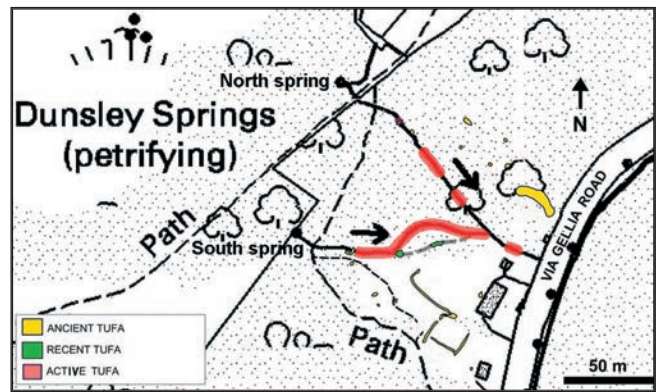 North spring
Dunsley Springs
(petrifying)
N
Path
South spring
VIA GELLIA ROAD
Path
ANCIENT TUFA
RECENT TUFA
ACTIVE TUFA
50 m